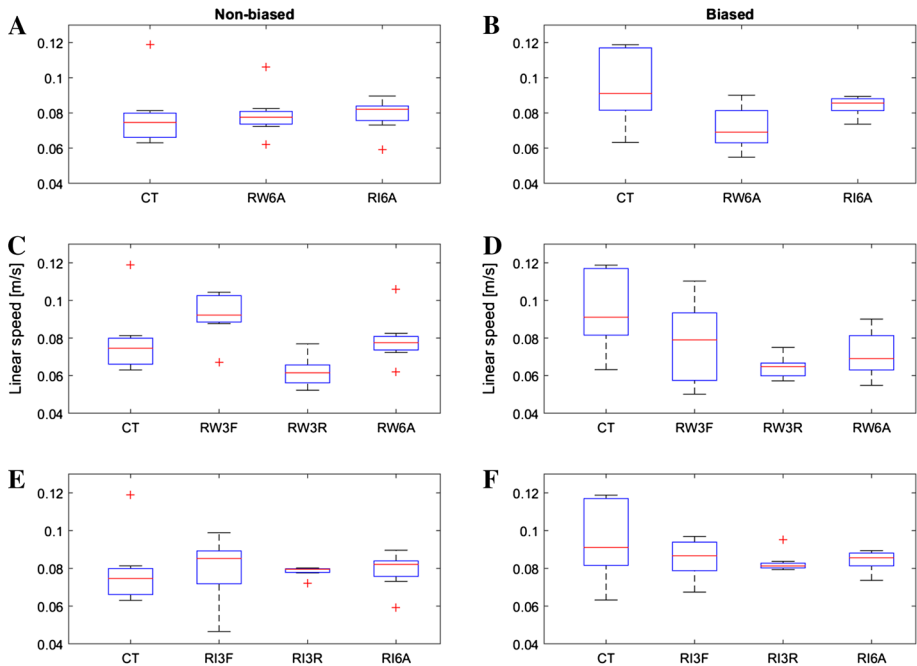 Non-biased
Biased
A
B
0.12
0.1
0.08
0.06
0.04
CT
RW6A
RI6A
0.12
0.1
0.08
0.06
0.04
CT
RW6A
RI6A
C
D
Linear speed [m/s]
0.12
0.1
0.08
0.06
0.04
CT
RW3F
RW3R
RW6A
Linear speed [m/s]
0.12
0.1
0.08
0.06
0.04
CT
RW3F
RW3R
RW6A
E
F
0.12
0.1
0.08
0.06
0.04
CT
RI3F
RI3R
RI6A
0.12
0.1
0.08
0.06
0.04
CT
RI3F
RI3R
RI6A